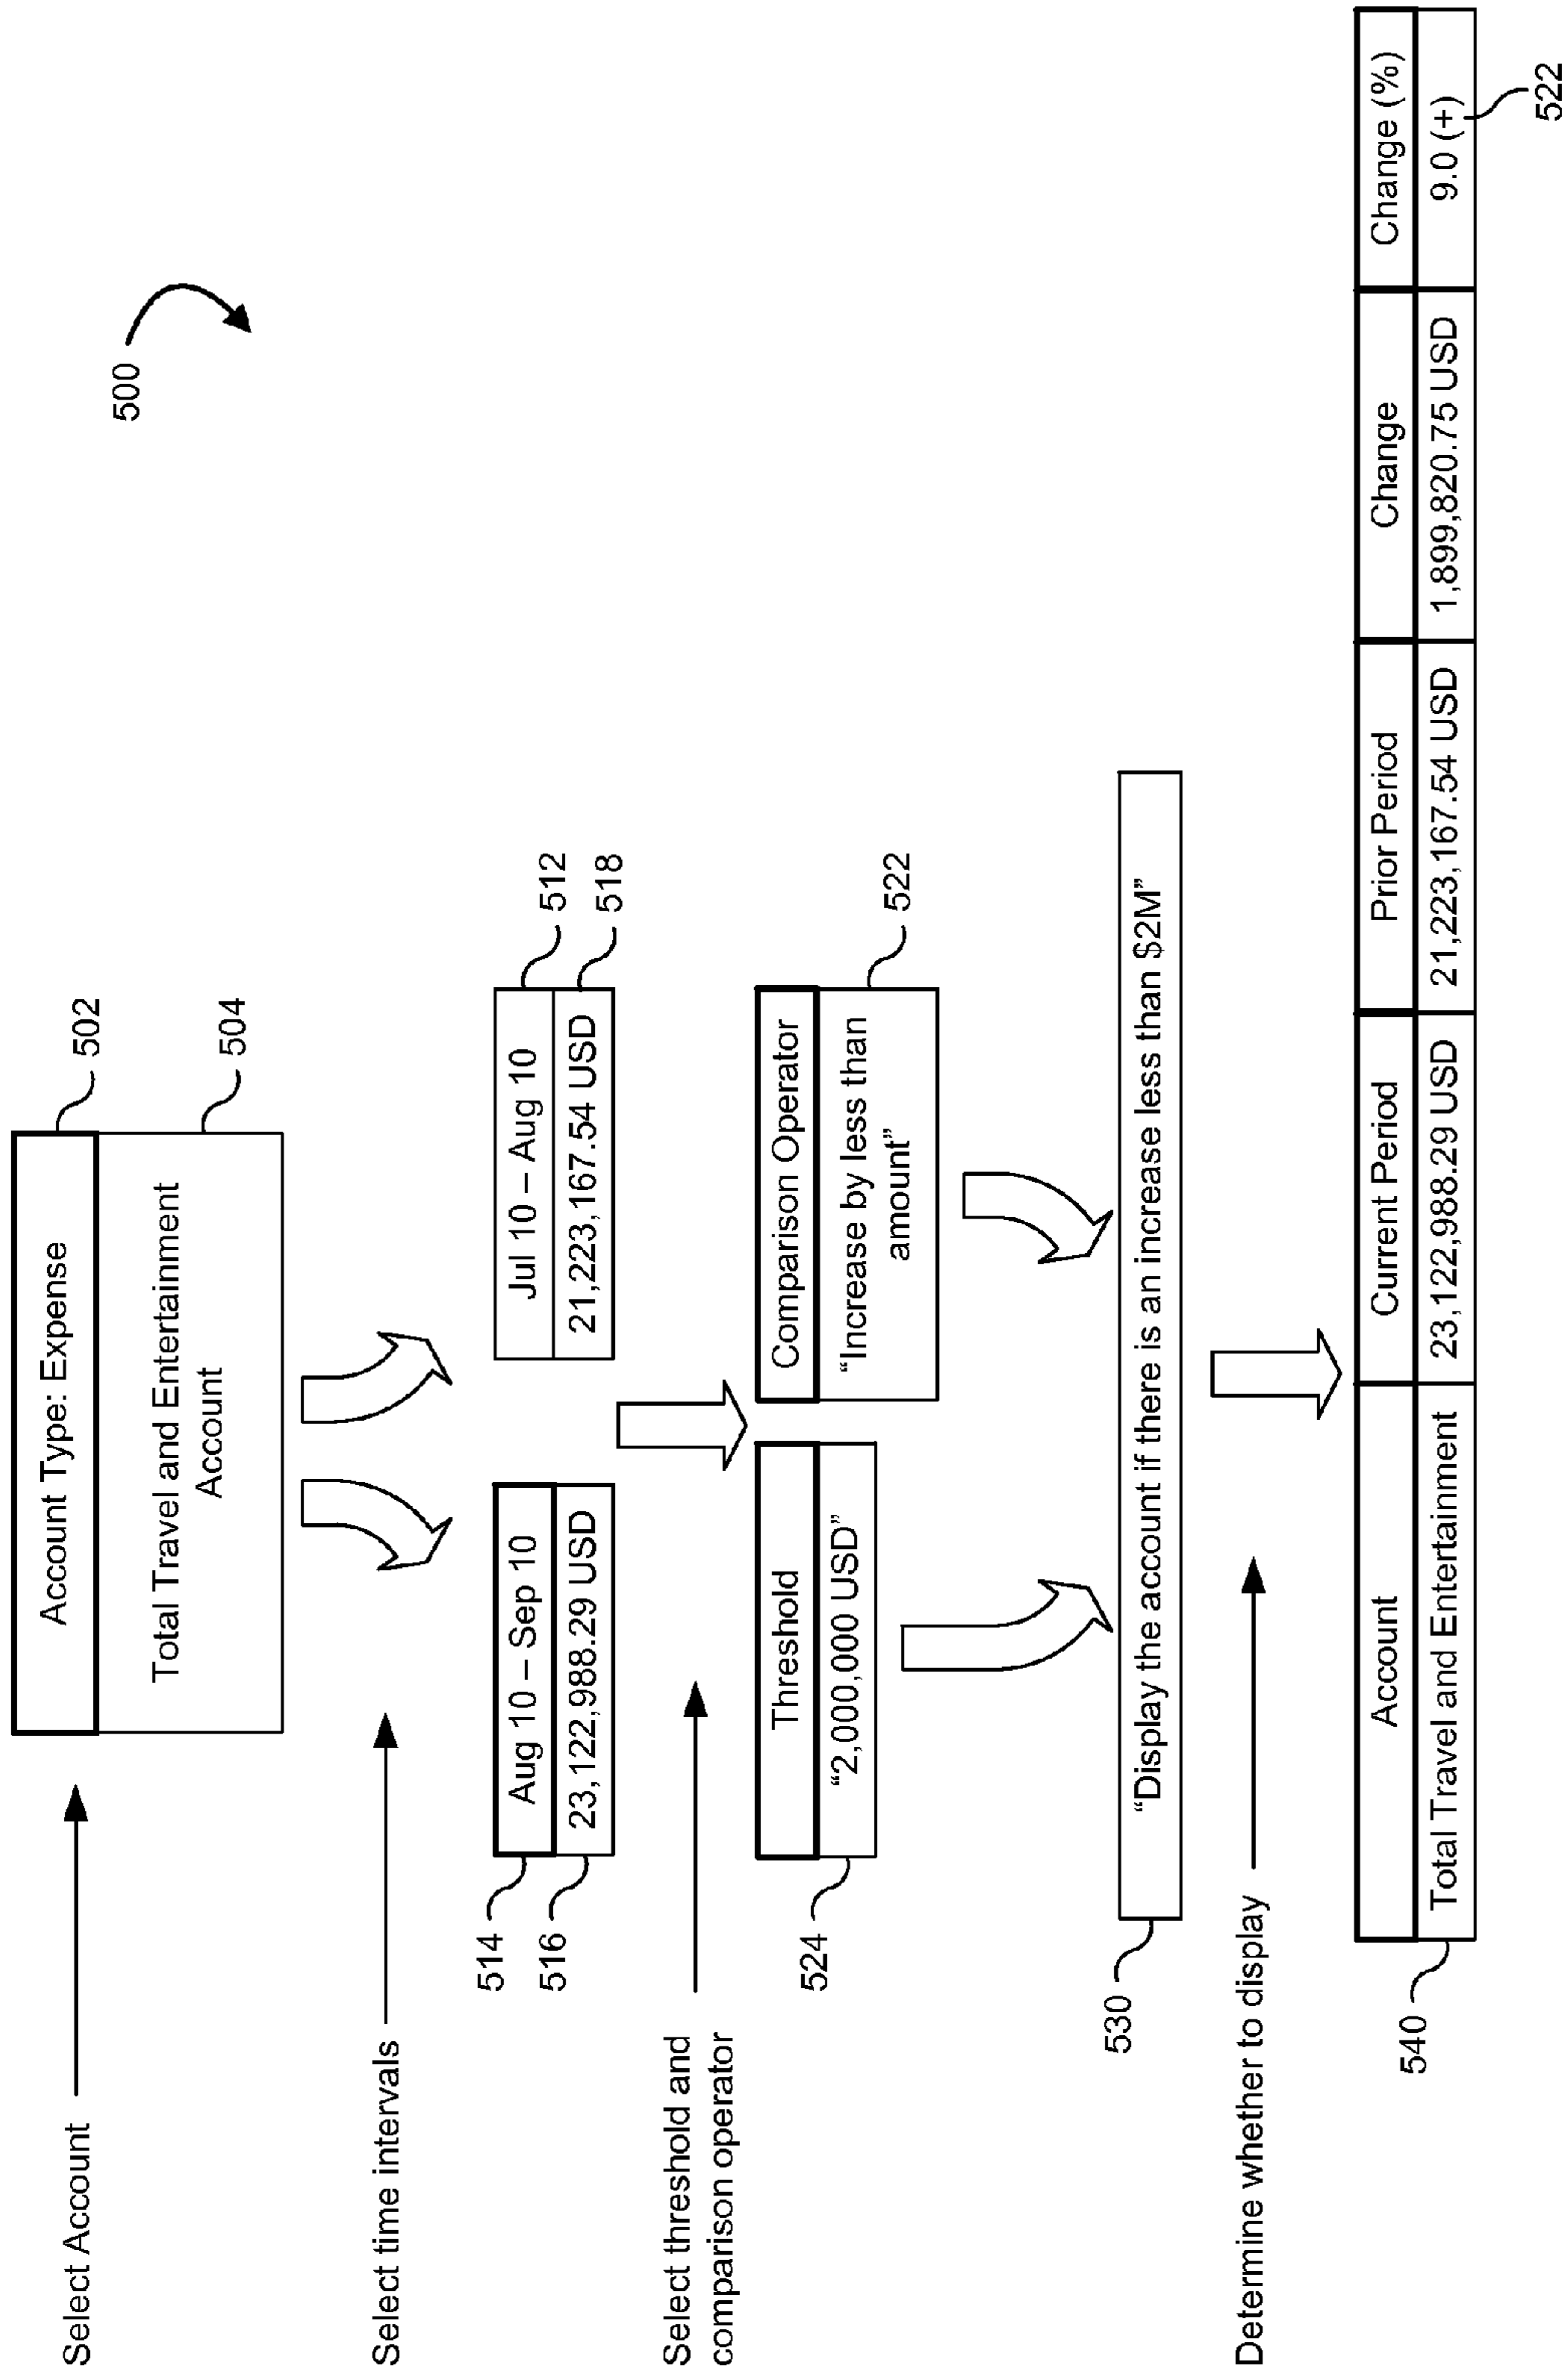 500
Select Account
Account Type: Expense
502
Total Travel and Entertainment
Account
504
Select time intervals
514
Aug 10 – Sep 10
516
23,122,988.29 USD
Jul 10 – Aug 10
512
21,223,167.54 USD
518
Select threshold and
comparison operator
Threshold
524
“2,000,000 USD”
Comparison Operator
“Increase by less than
amount”
522
530
“Display the account if there is an increase less than $2M”
Determine whether to display
Account
Current Period
Prior Period
Change
Change (%)
540
Total Travel and Entertainment
23,122,988.29 USD
21,223,167.54 USD
1,899,820.75 USD
9.0 (+)
522